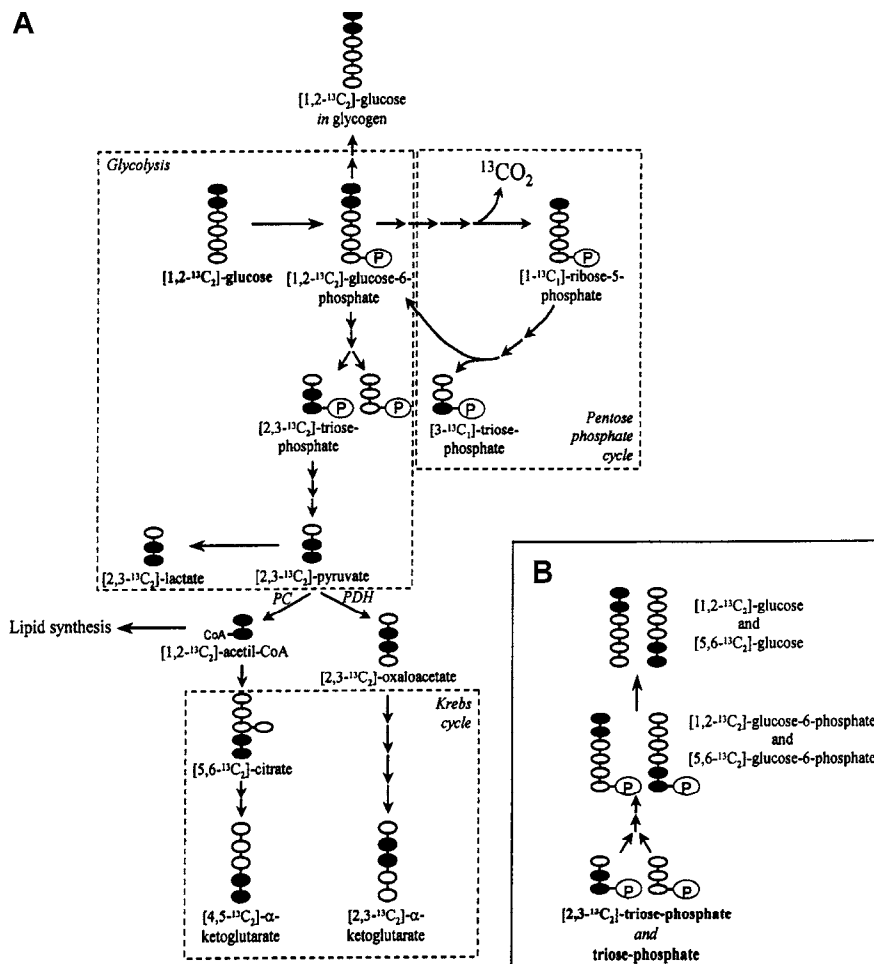 A
[1,2-¹³C₂]-glucose
in glycogen
Glycolysis
¹³CO₂
P
P
[1,2-¹³C₂]-glucose
[1,2-¹³C₂]-glucose-6-
phosphate
[1-¹³C₁]-ribose-5-
phosphate
P
P
P
[2,3-¹³C₂]-triose-
phosphate
[3-¹³C₁]-triose-
phosphate
Pentose
phosphate
cycle
[2,3-¹³C₂]-lactate
[2,3-¹³C₂]-pyruvate
PC
PDH
Lipid synthesis
CoA
[1,2-¹³C₂]-acetil-CoA
[2,3-¹³C₂]-oxaloacetate
Krebs
cycle
[5,6-¹³C₂]-citrate
[4,5-¹³C₂]-α-
ketoglutarate
[2,3-¹³C₂]-α-
ketoglutarate
B
[1,2-¹³C₂]-glucose
and
[5,6-¹³C₂]-glucose
[1,2-¹³C₂]-glucose-6-phosphate
and
[5,6-¹³C₂]-glucose-6-phosphate
P
P
P
P
[2,3-¹³C₂]-triose-phosphate
and
triose-phosphate